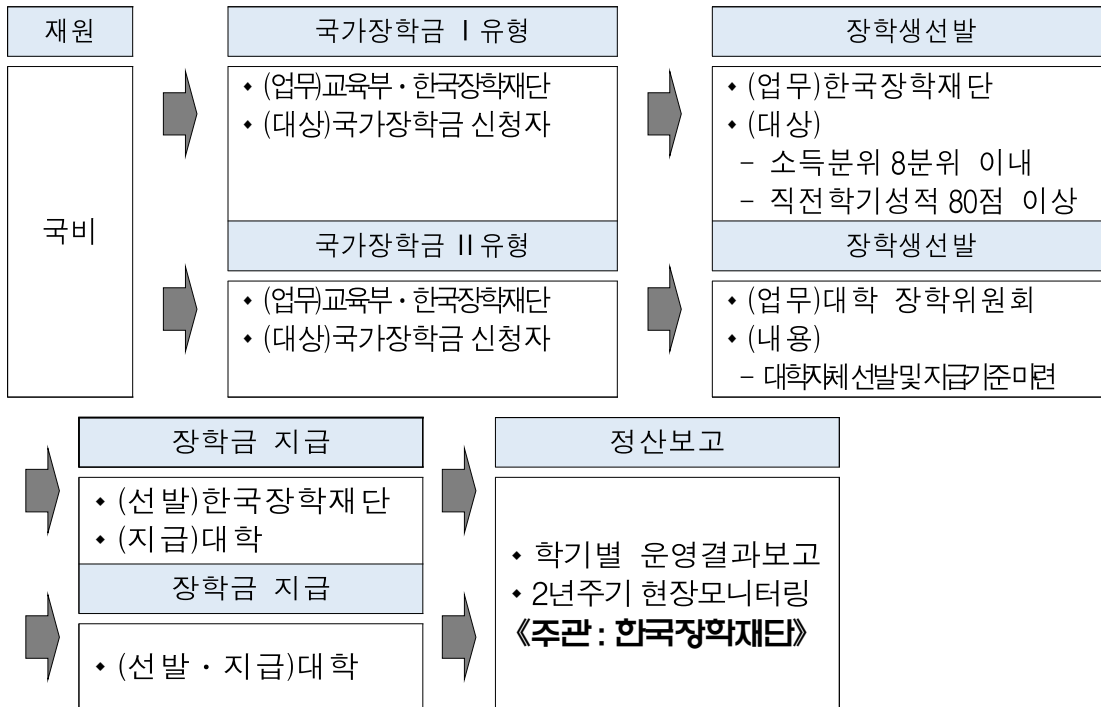 재원
국비
국가장학금 Ⅰ유형
◆ (업무)교육부·한국장학재단
◆ (대상)국가장학금 신청자
장학생선발
◆ (업무)한국장학재단
◆ (대상)
- 소득분위 8분위 이내
- 직전학기성적 80점 이상
국가장학금 Ⅱ유형
◆ (업무)교육부·한국장학재단
◆ (대상)국가장학금 신청자
장학생선발
◆ (업무)대학 장학위원회
◆ (내용)
- 대학자체 선발 및 지급기준 마련
장학금 지급
◆ (선발)한국장학재단
◆ (지급)대학
장학금 지급
◆ (선발·지급)대학
정산보고
◆ 학기별 운영결과보고
◆ 2년주기 현장모니터링
《주관 : 한국장학재단》